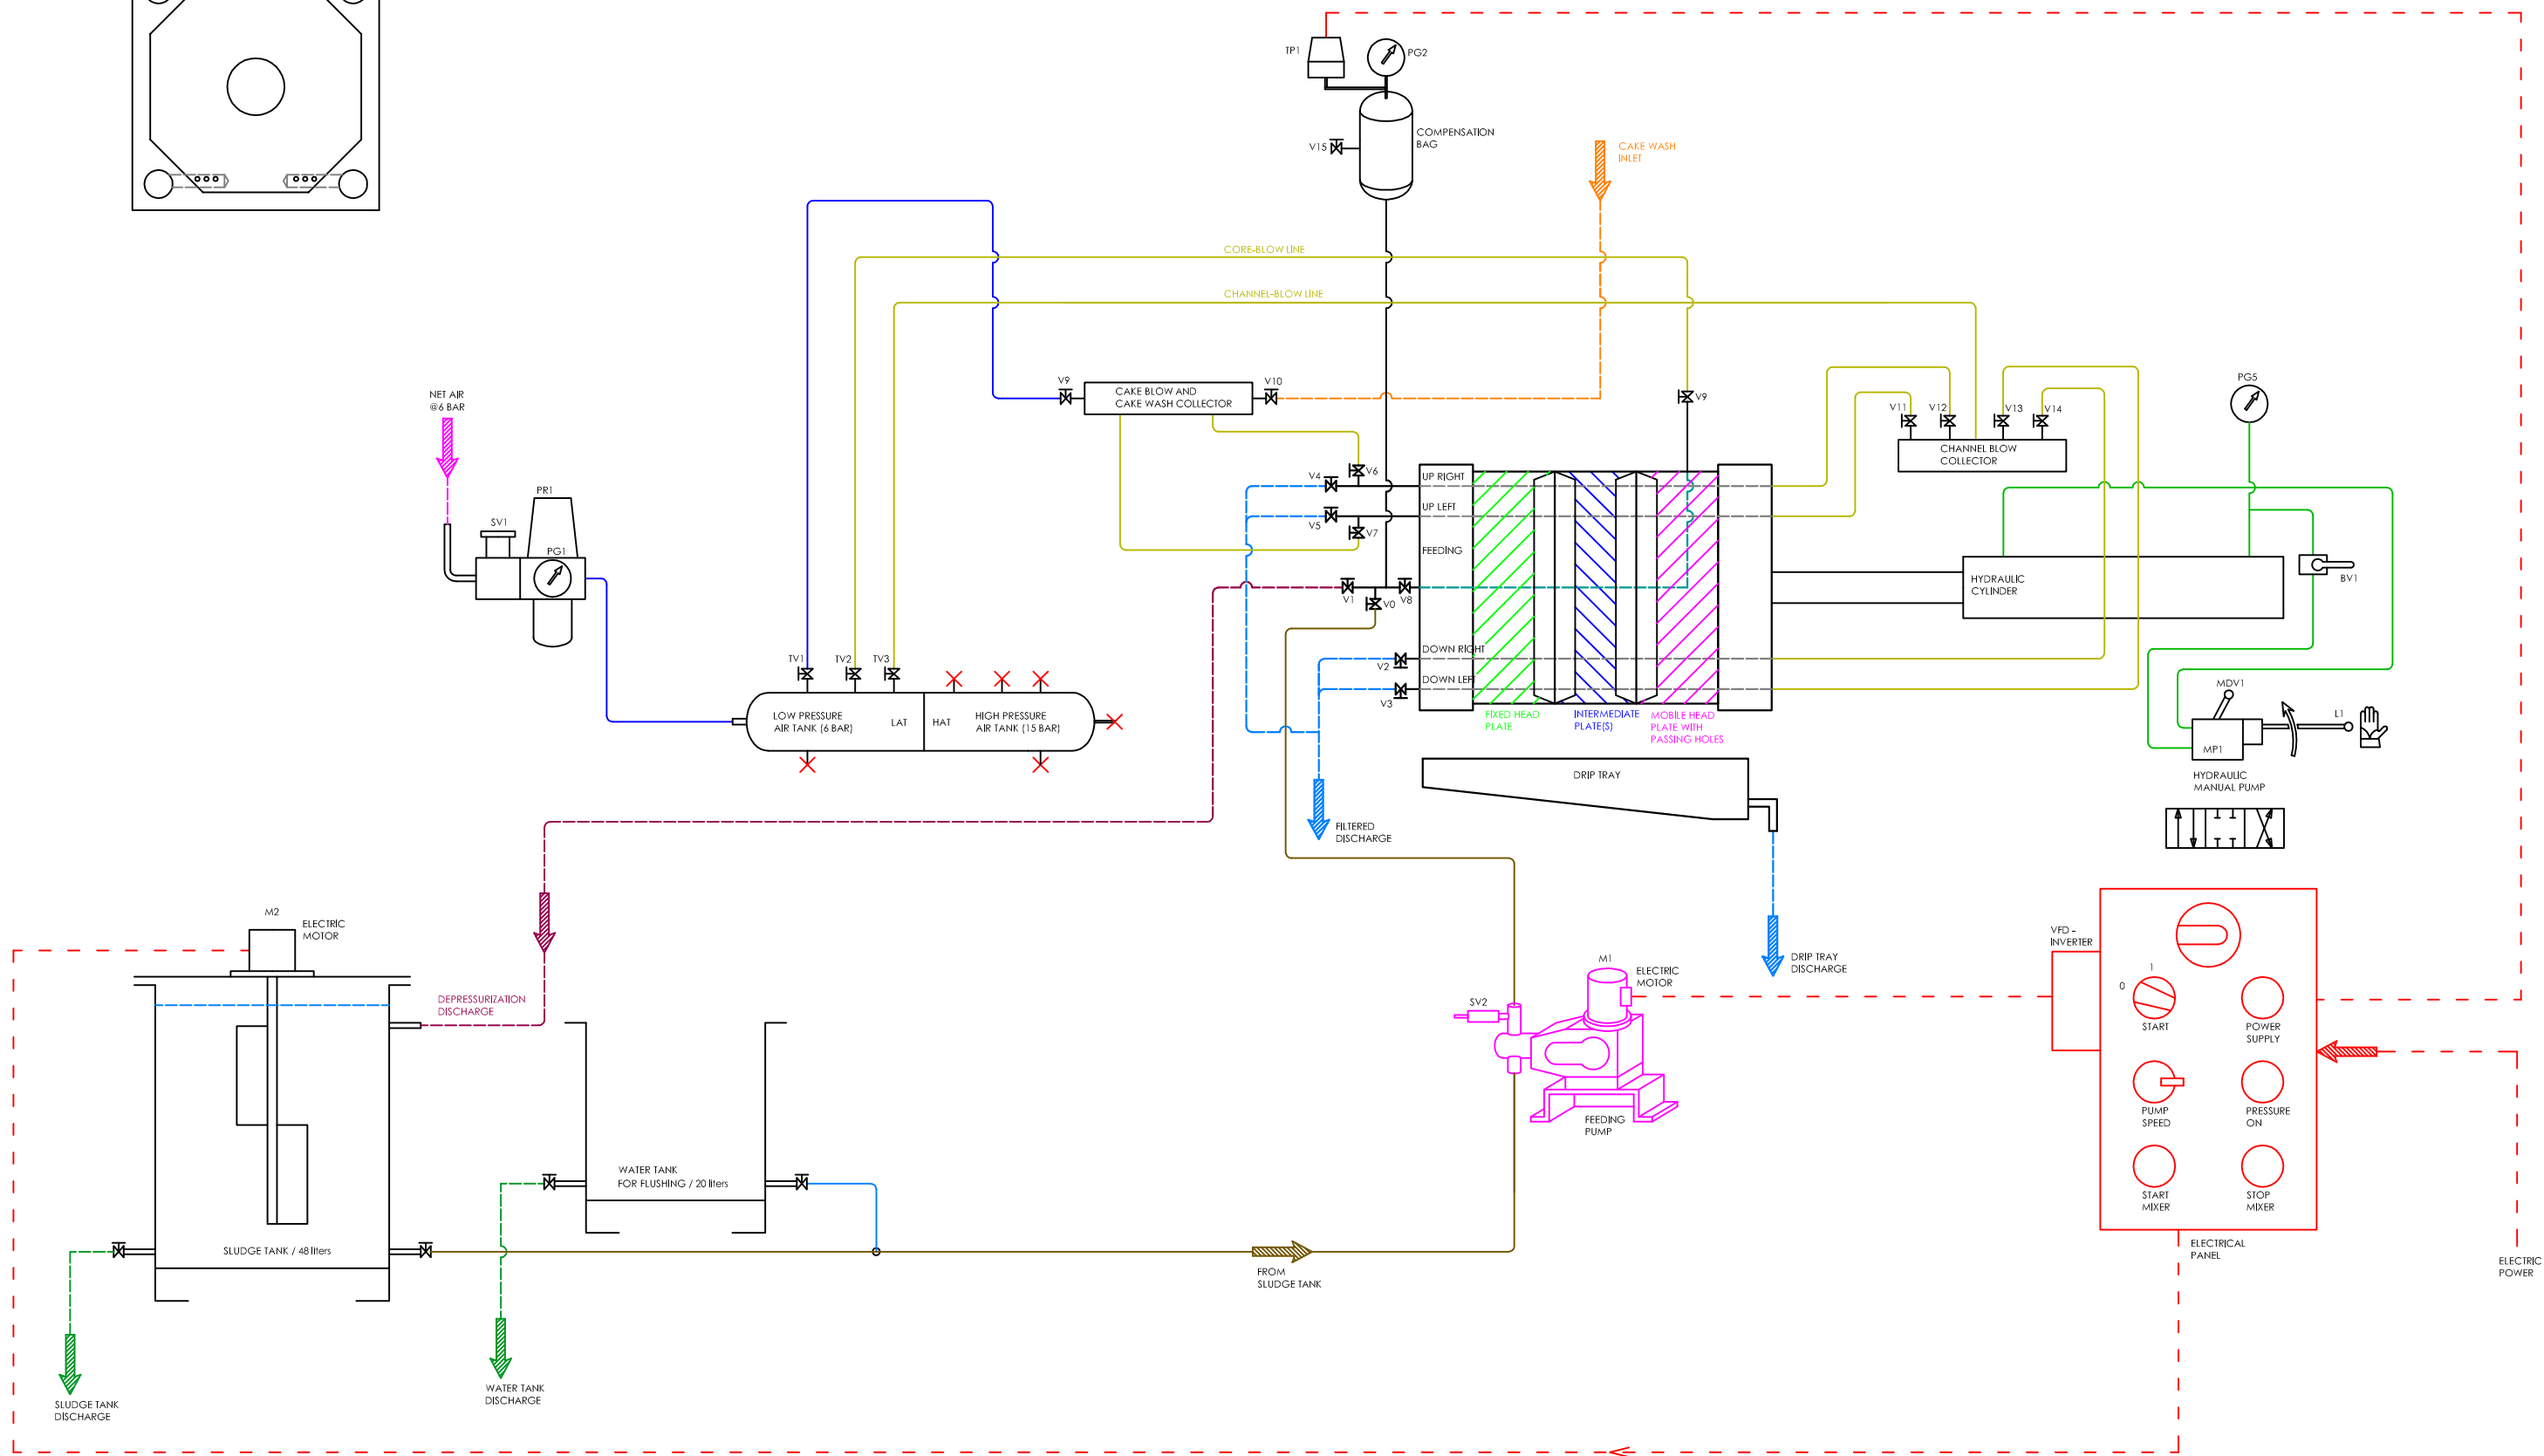 TP1
PG2
COMPENSATION
BAG
V15
CAKE WASH
INLET
CORE-BLOW LINE
CHANNEL-BLOW LINE
NET AIR
@6 BAR
V9
CAKE BLOW AND
CAKE WASH COLLECTOR
V10
V9
PG5
V11
V12
V13
V14
CHANNEL BLOW
COLLECTOR
PR1
SV1
PG1
V4
V6
UP RIGHT
V5
V7
UP LEFT
FEEDING
V1
V0
V8
HYDRAULIC
CYLINDER
BV1
DOWN RIGHT
V2
DOWN LEFT
V3
TV1
TV2
TV3
LOW PRESSURE
AIR TANK (6 BAR)
LAT
HAT
HIGH PRESSURE
AIR TANK (15 BAR)
FIXED HEAD
PLATE
INTERMEDIATE
PLATE(S)
MOBILE HEAD
PLATE WITH
PASSING HOLES
MDV1
L1
MP1
HYDRAULIC
MANUAL PUMP
DRIP TRAY
FILTERED
DISCHARGE
DRIP TRAY
DISCHARGE
M2
ELECTRIC
MOTOR
DEPRESSURIZATION
DISCHARGE
M1
ELECTRIC
MOTOR
SV2
FEEDING
PUMP
VFD -
INVERTER
1
0
START
POWER
SUPPLY
PUMP
SPEED
PRESSURE
ON
START
MIXER
STOP
MIXER
ELECTRICAL
PANEL
ELECTRIC
POWER
WATER TANK
FOR FLUSHING / 20 liters
SLUDGE TANK / 48 liters
FROM
SLUDGE TANK
WATER TANK
DISCHARGE
SLUDGE TANK
DISCHARGE